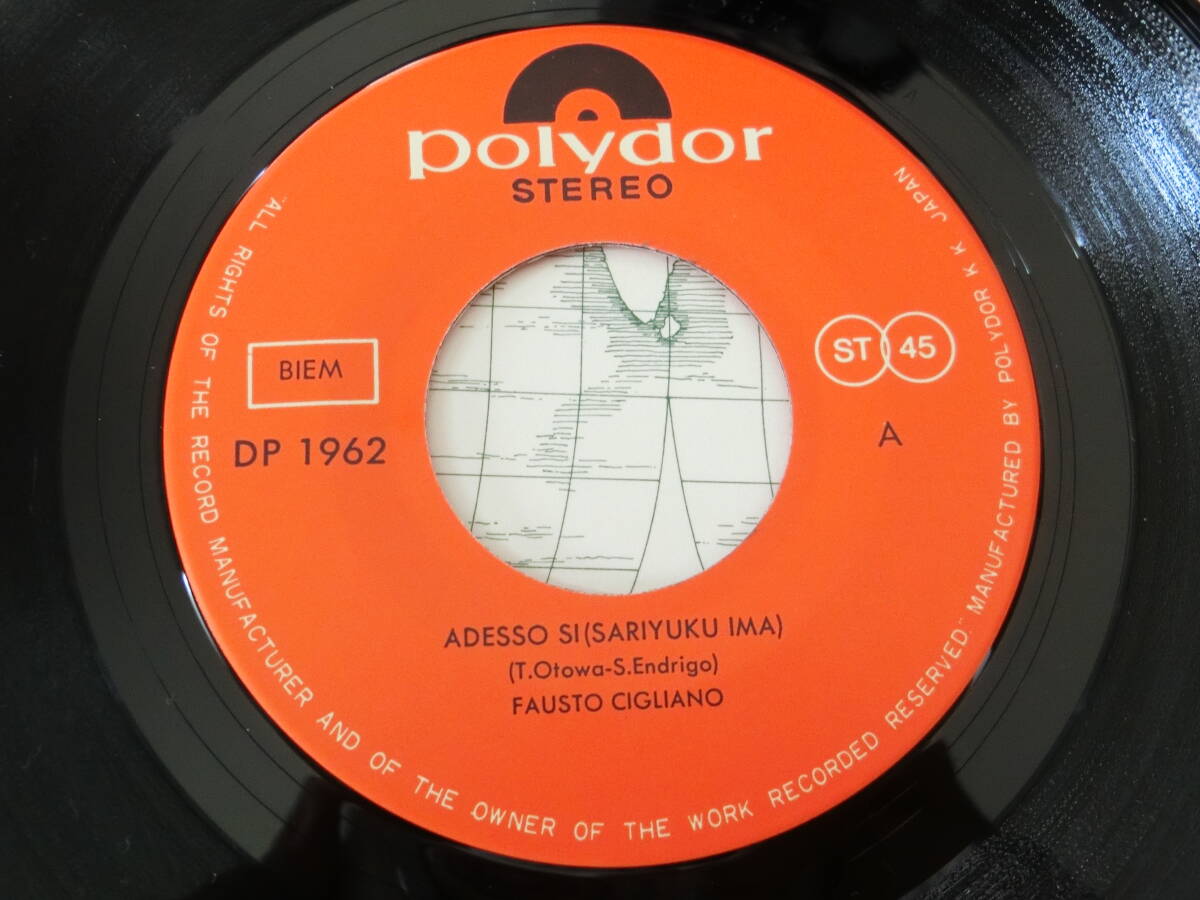 polydor
STEREO
BIEM
DP 1962
ST 45
A
ADESSO SI(SARIYUKU IMA)
(T.Otowa-S.Endrigo)
FAUSTO CIGLIANO
"ALL RIGHTS OF THE RECORD MANUFACTURER AND OF THE OWNER OF THE WORK RECORDED RESERVED." MANUFACTURED BY POLYDOR K K JAPAN